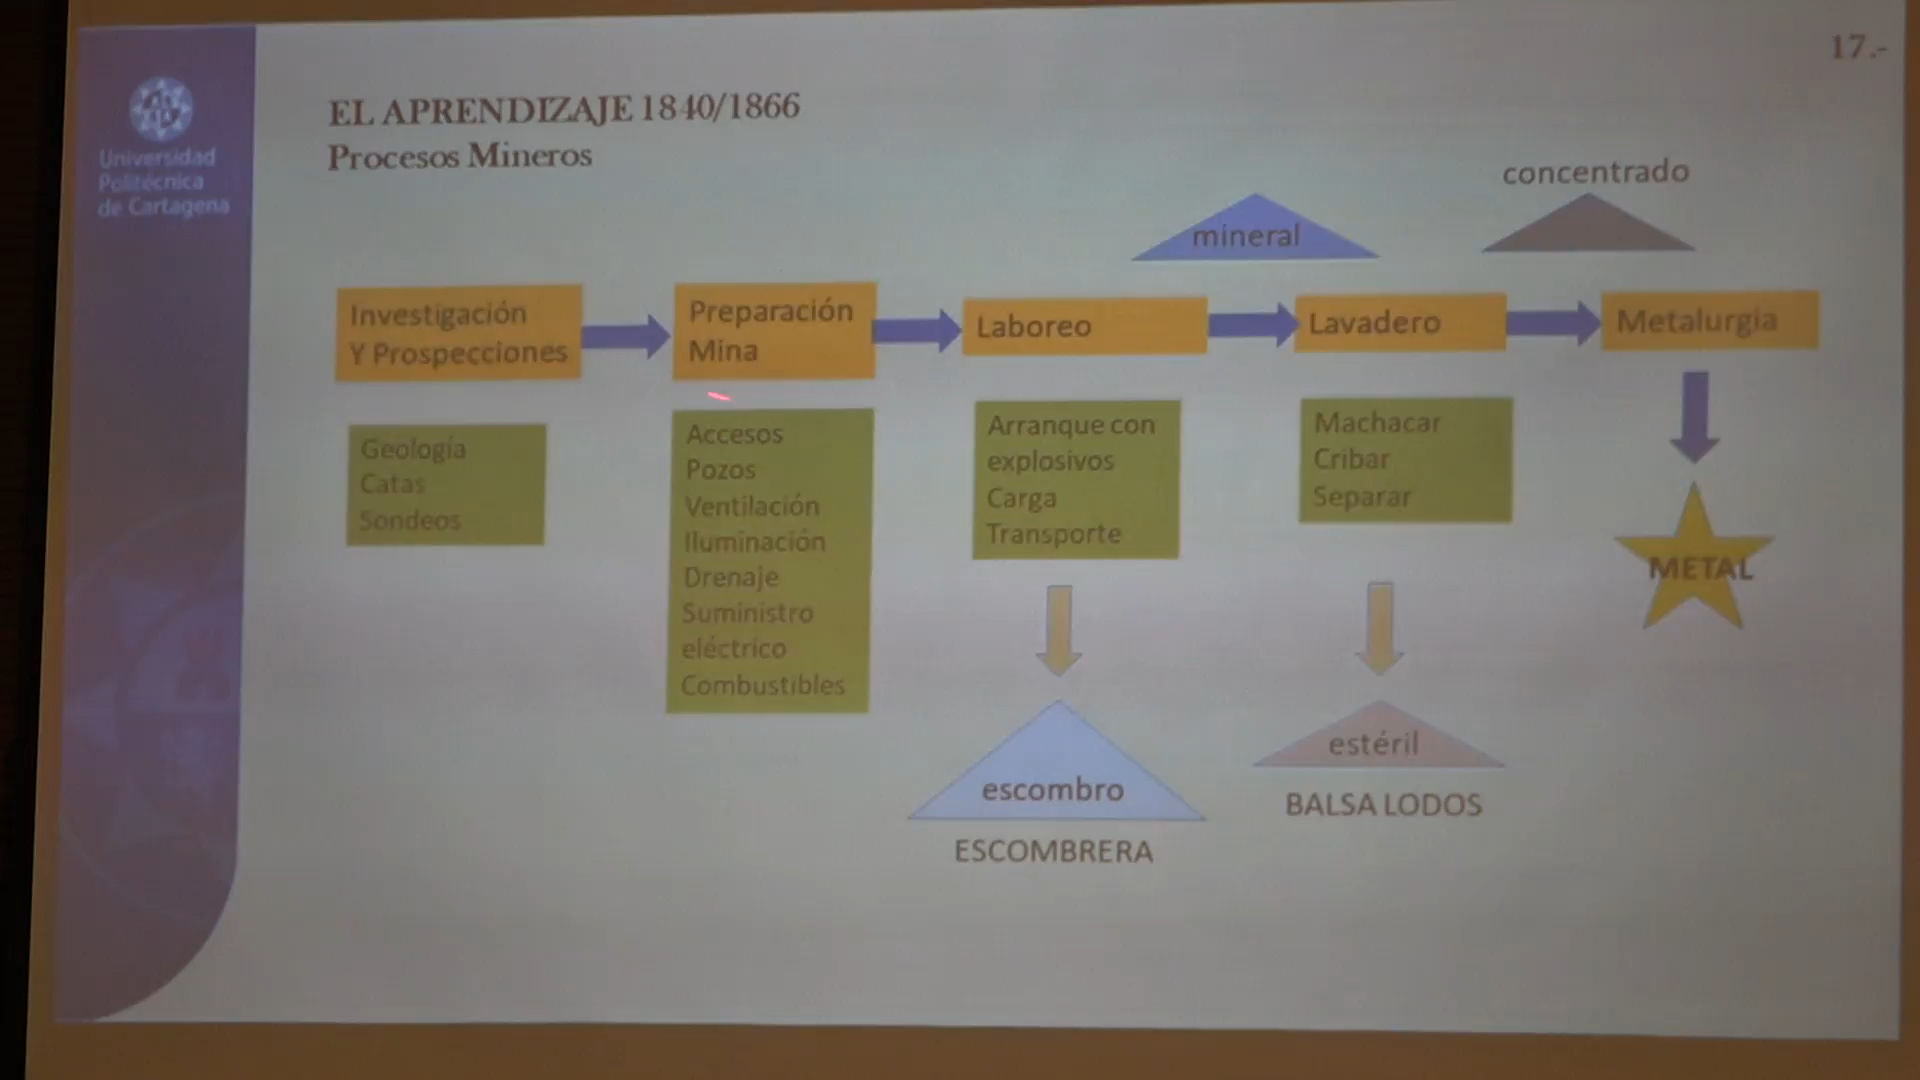 17.-
Universidad
Politécnica
de Cartagena
EL APRENDIZAJE 1840/1866
Procesos Mineros
mineral
concentrado
Investigación
Y Prospecciones
Preparación
Mina
Laboreo
Lavadero
Metalurgia
Geología
Catas
Sondeos
Accesos
Pozos
Ventilación
Iluminación
Drenaje
Suministro
eléctrico
Combustibles
Arranque con
explosivos
Carga
Transporte
Machacar
Cribar
Separar
METAL
escombro
ESCOMBRERA
estéril
BALSA LODOS